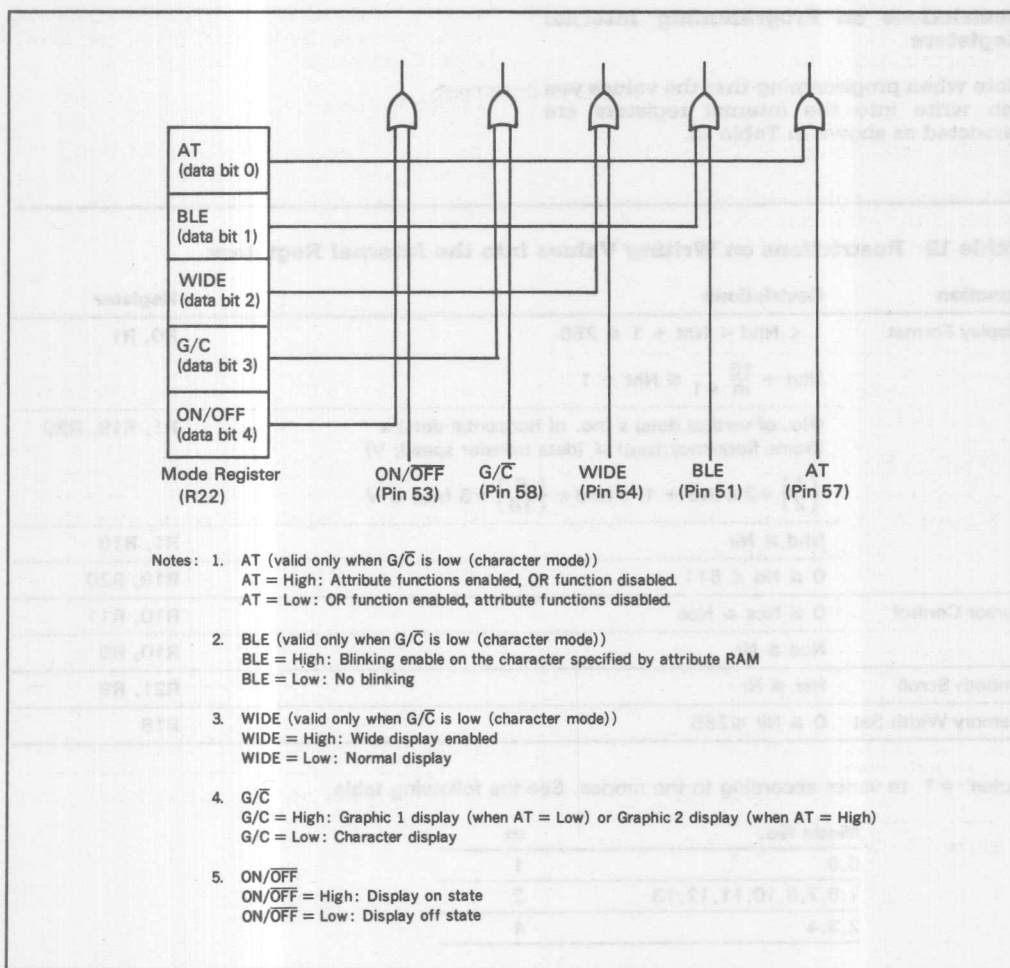 AT
(data bit 0)
BLE
(data bit 1)
WIDE
(data bit 2)
G/C
(data bit 3)
ON/OFF
(data bit 4)
Mode Register
(R22)
ON/O̅F̅F̅
(Pin 53)
G/C̅
(Pin 58)
WIDE
(Pin 54)
BLE
(Pin 51)
AT
(Pin 57)
Notes: 1. AT (valid only when G/C̅ is low (character mode))
AT = High: Attribute functions enabled, OR function disabled.
AT = Low: OR function enabled, attribute functions disabled.
2. BLE (valid only when G/C̅ is low (character mode))
BLE = High: Blinking enable on the character specified by attribute RAM
BLE = Low: No blinking
3. WIDE (valid only when G/C̅ is low (character mode))
WIDE = High: Wide display enabled
WIDE = Low: Normal display
4. G/C̅
G/C = High: Graphic 1 display (when AT = Low) or Graphic 2 display (when AT = High)
G/C = Low: Character display
5. ON/O̅F̅F̅
ON/O̅F̅F̅ = High: Display on state
ON/O̅F̅F̅ = Low: Display off state